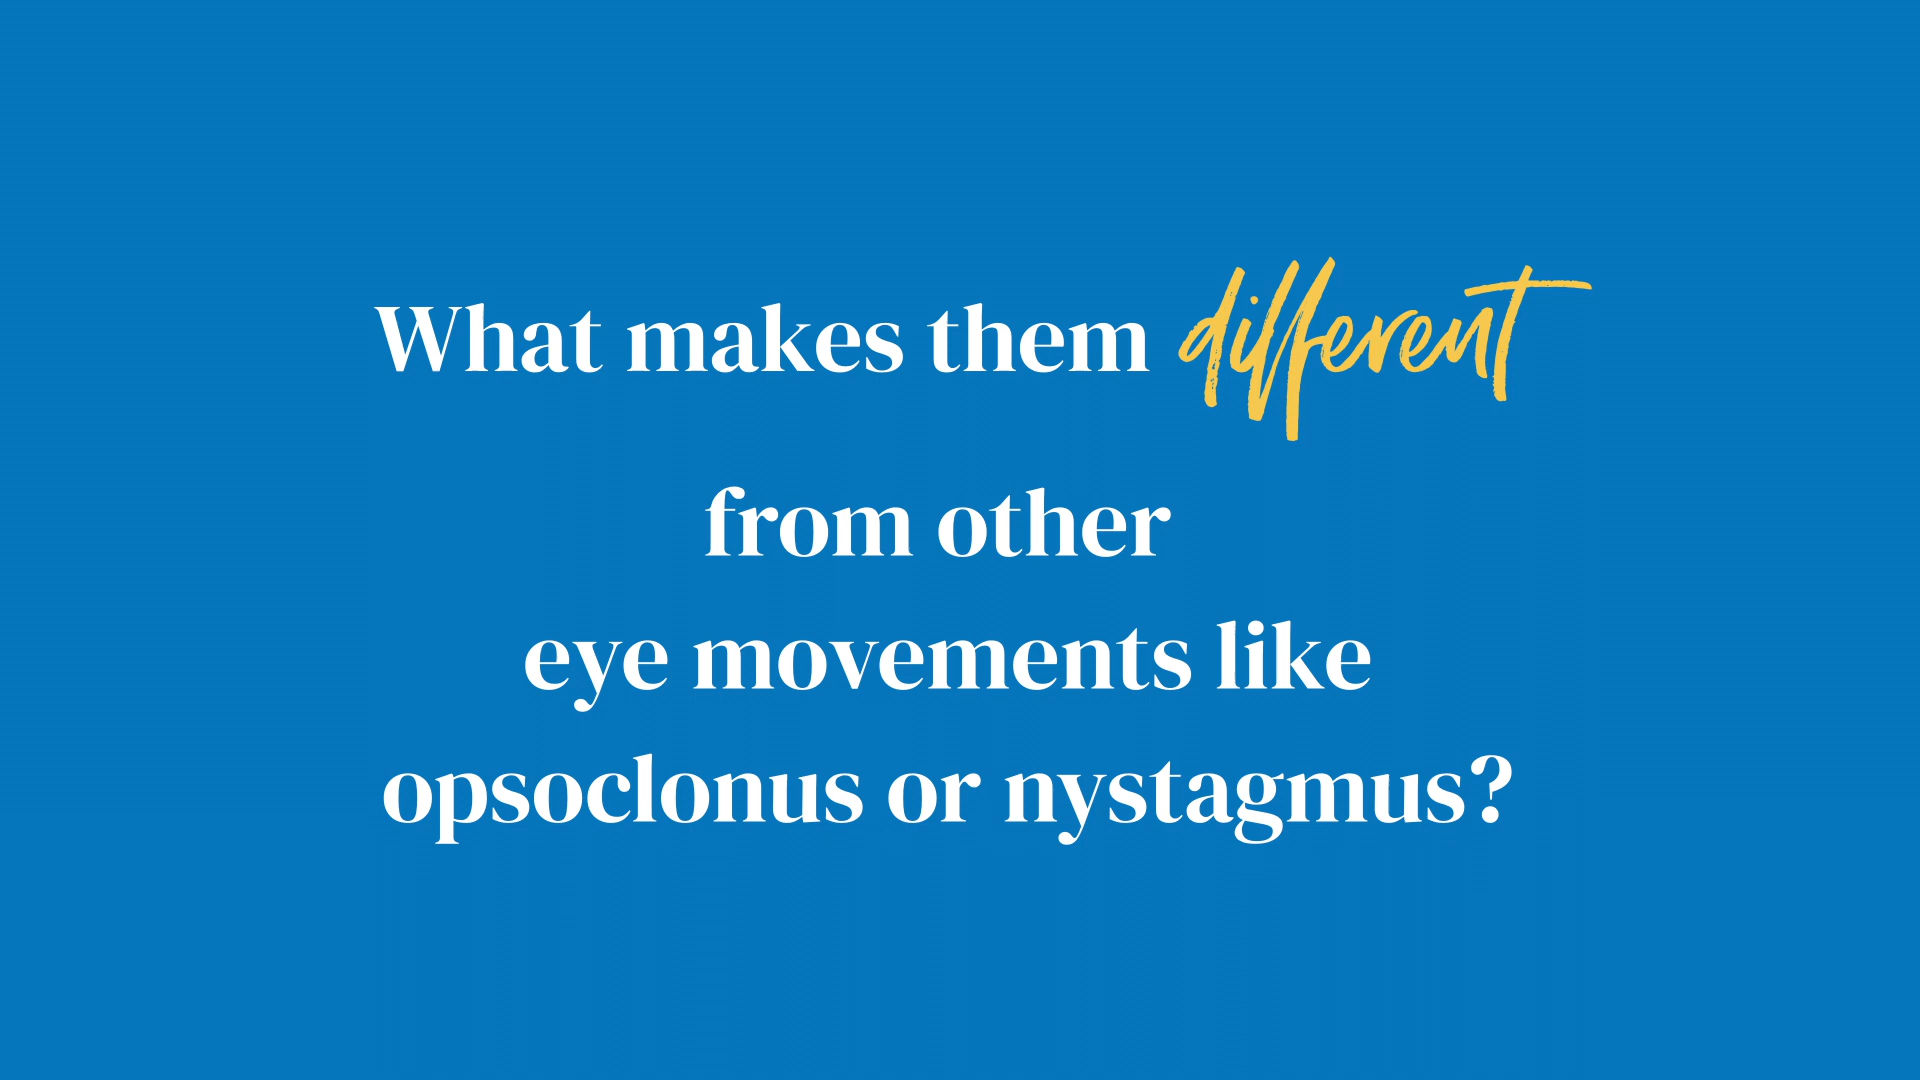 What makes them different
from other
eye movements like
opsoclonus or nystagmus?